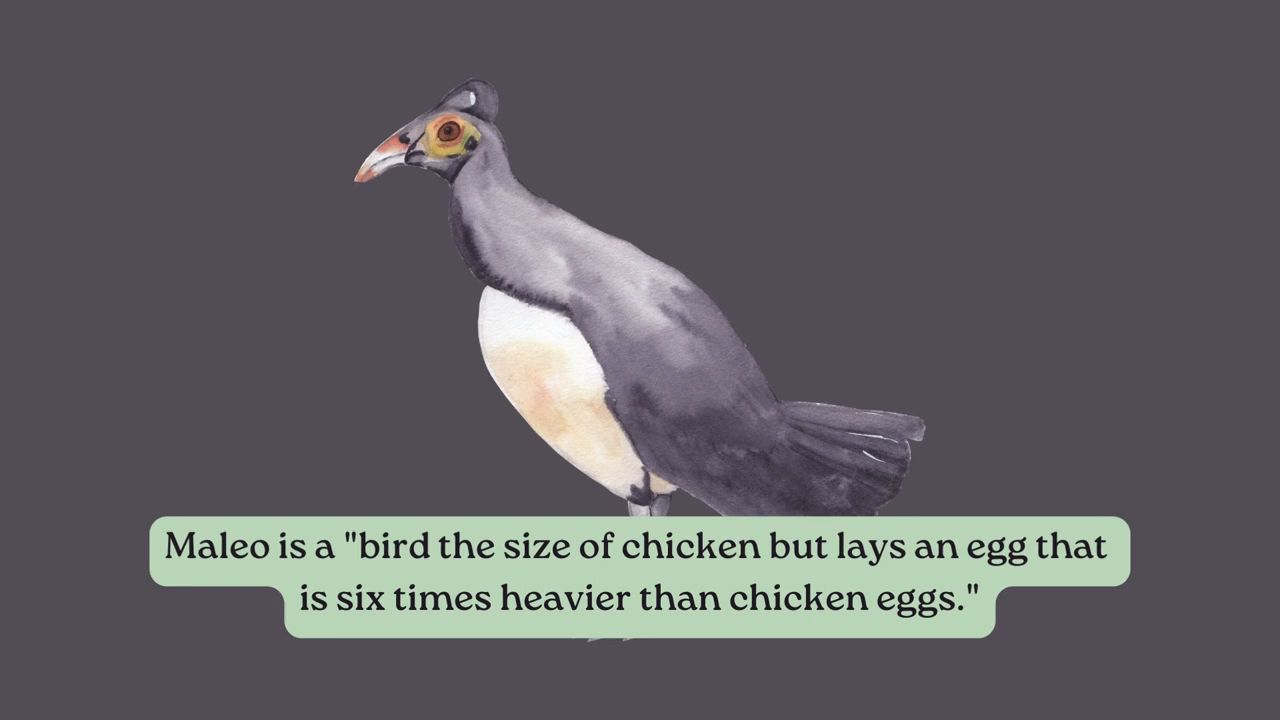 Maleo is a "bird the size of chicken but lays an egg that
is six times heavier than chicken eggs."